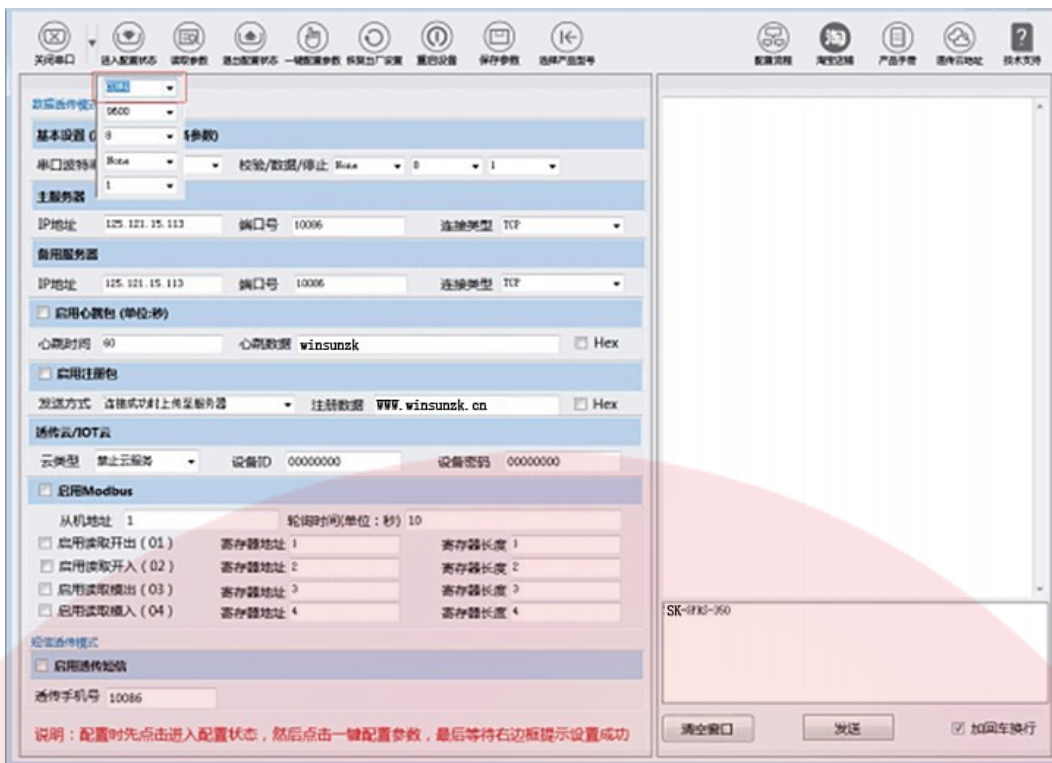 关闭串口 进入配置状态 读取参数 退出配置状态 一键配置参数 恢复出厂设置 重启设备 保存参数 选择产品型号 配置流程 淘宝店铺 产品手册 透传云地址 技术支持
淘 ?
数据透传模式
9600
基本设置 8 参数)
串口波特率 None 校验/数据/停止 None 8 1
1
主服务器
IP地址 125.121.15.113 端口号 10086 连接类型 TCP
备用服务器
IP地址 125.121.15.113 端口号 10086 连接类型 TCP
启用心跳包 (单位:秒)
心跳时间 60 心跳数据 winsunzk Hex
启用注册包
发送方式 连接成功时上传至服务器 注册数据 WWW.winsunzk.cn Hex
透传云/IOT云
云类型 禁止云服务 设备ID 00000000 设备密码 00000000
启用Modbus
从机地址 1 轮询时间(单位：秒) 10
启用读取开出 ( 01 ) 寄存器地址 1 寄存器长度 1
启用读取开入 ( 02 ) 寄存器地址 2 寄存器长度 2
启用读取模出 ( 03 ) 寄存器地址 3 寄存器长度 3
启用读取模入 ( 04 ) 寄存器地址 4 寄存器长度 4
短信透传模式
启用透传短信
透传手机号 10086
说明：配置时先点击进入配置状态，然后点击一键配置参数，最后等待右边框提示设置成功
SK-GPRS-350
清空窗口 发送 加回车换行